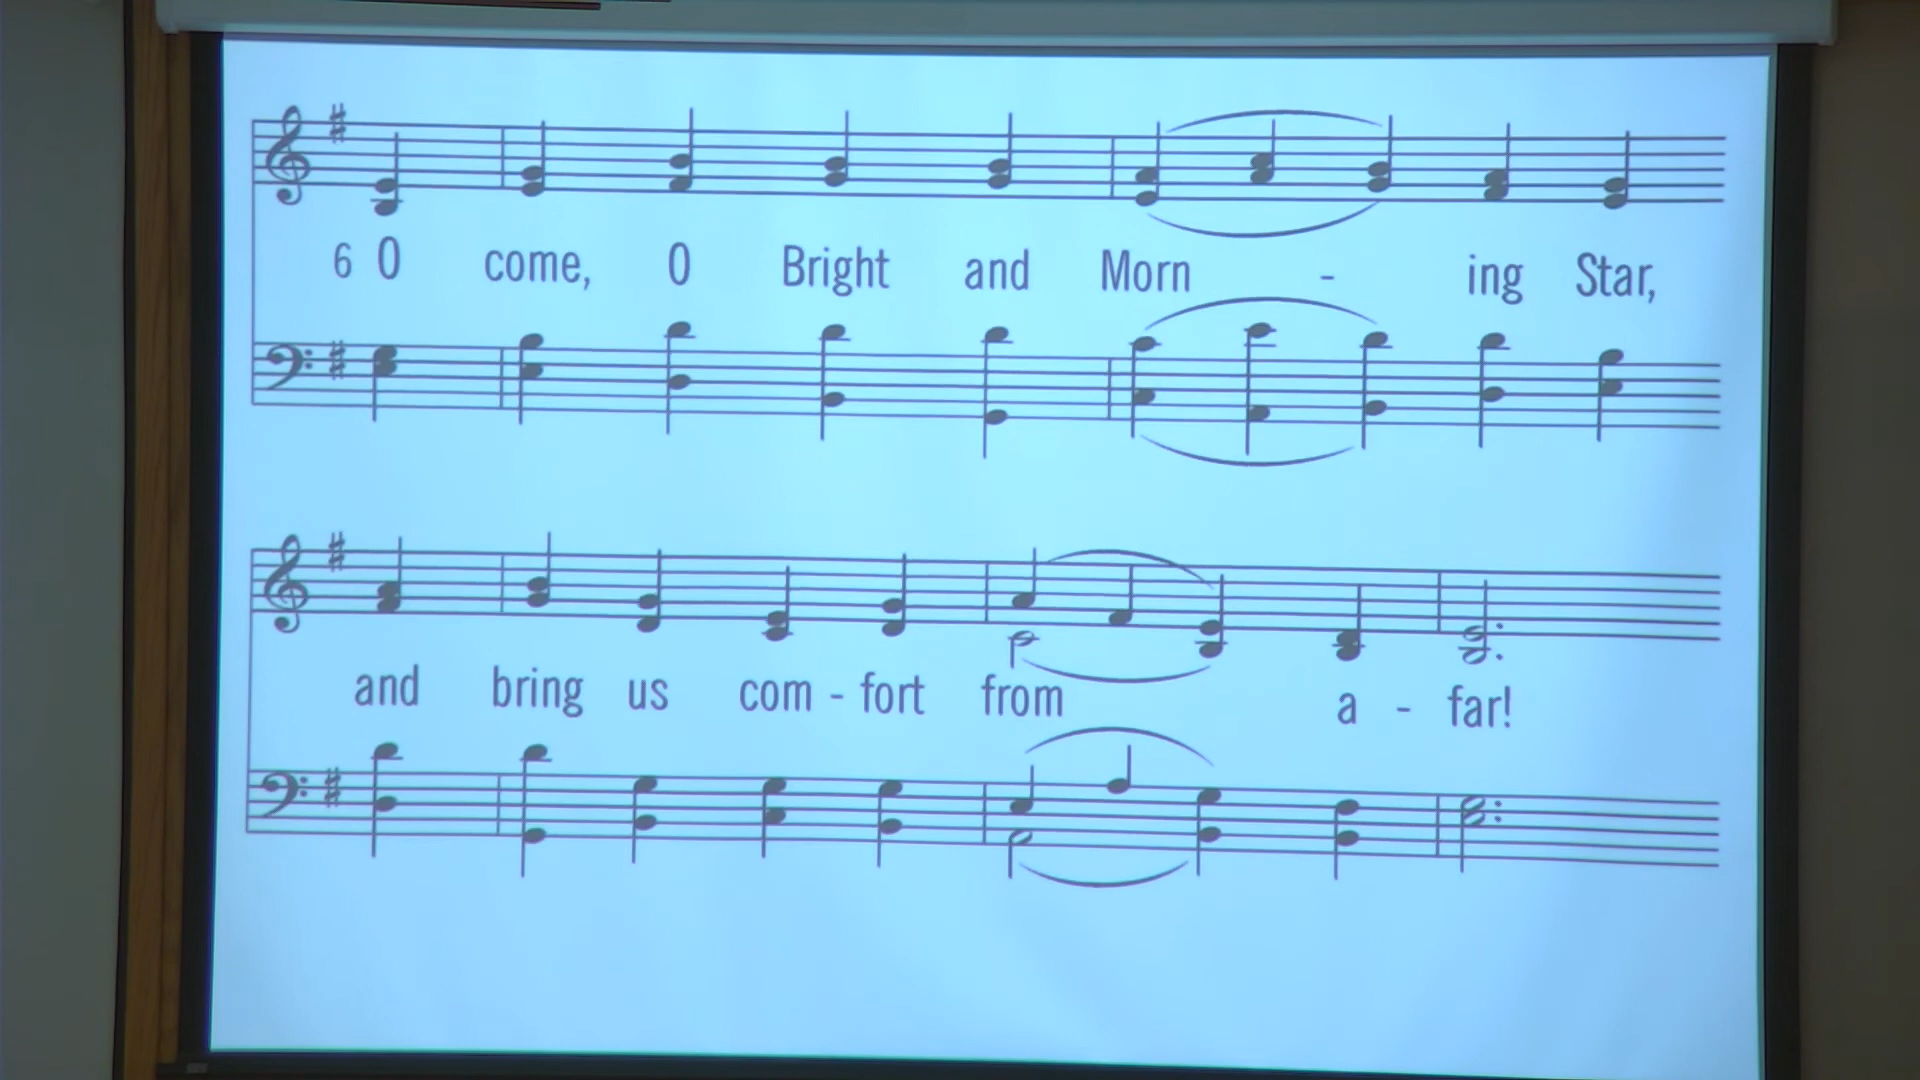 6 O come, O Bright and Morn - ing Star,
and bring us com - fort from a - far!